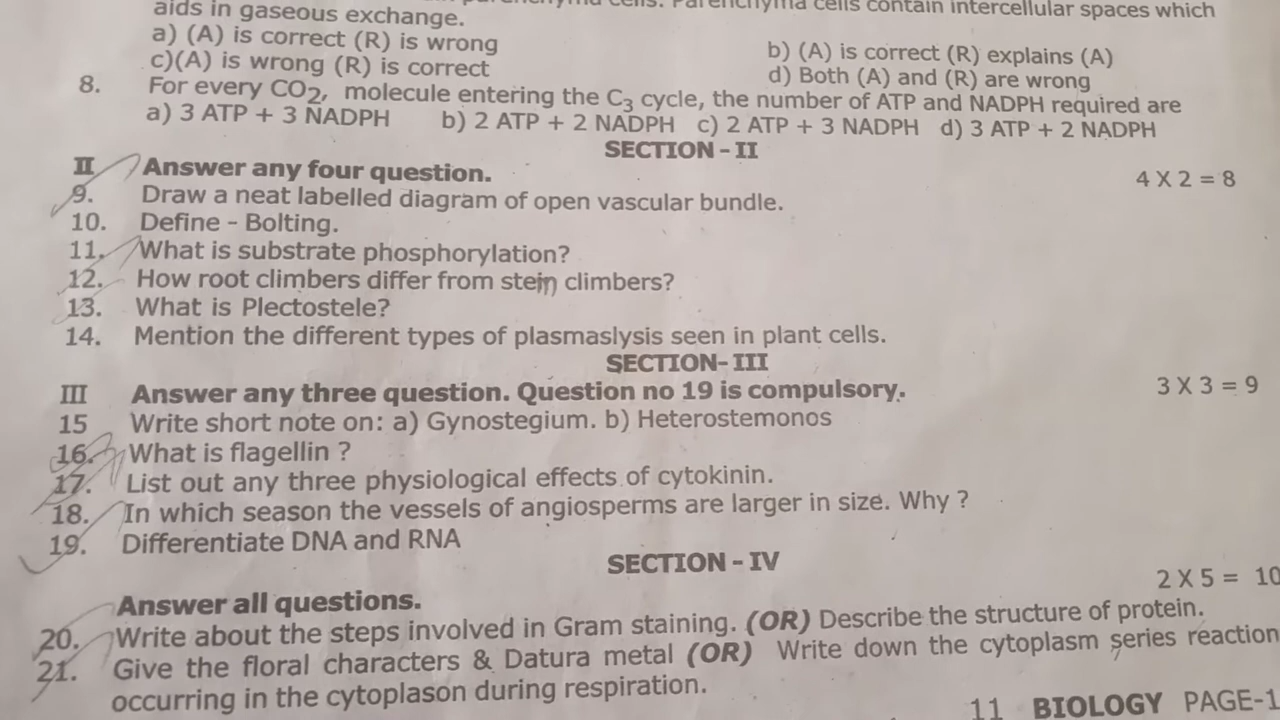 parenchyma cells. Parenchyma cells contain intercellular spaces which
aids in gaseous exchange.
a) (A) is correct (R) is wrong b) (A) is correct (R) explains (A)
c)(A) is wrong (R) is correct d) Both (A) and (R) are wrong
8. For every CO₂, molecule entering the C₃ cycle, the number of ATP and NADPH required are
a) 3 ATP + 3 NADPH b) 2 ATP + 2 NADPH c) 2 ATP + 3 NADPH d) 3 ATP + 2 NADPH
SECTION - II
II Answer any four question. 4 X 2 = 8
9. Draw a neat labelled diagram of open vascular bundle.
10. Define - Bolting.
11. What is substrate phosphorylation?
12. How root climbers differ from stem climbers?
13. What is Plectostele?
14. Mention the different types of plasmaslysis seen in plant cells.
SECTION- III
III Answer any three question. Question no 19 is compulsory. 3 X 3 = 9
15 Write short note on: a) Gynostegium. b) Heterostemonos
16. What is flagellin ?
17. List out any three physiological effects of cytokinin.
18. In which season the vessels of angiosperms are larger in size. Why ?
19. Differentiate DNA and RNA
SECTION - IV
2 X 5 = 10
Answer all questions.
20. Write about the steps involved in Gram staining. (OR) Describe the structure of protein.
21. Give the floral characters & Datura metal (OR) Write down the cytoplasm series reaction
occurring in the cytoplason during respiration.
11 BIOLOGY PAGE-1